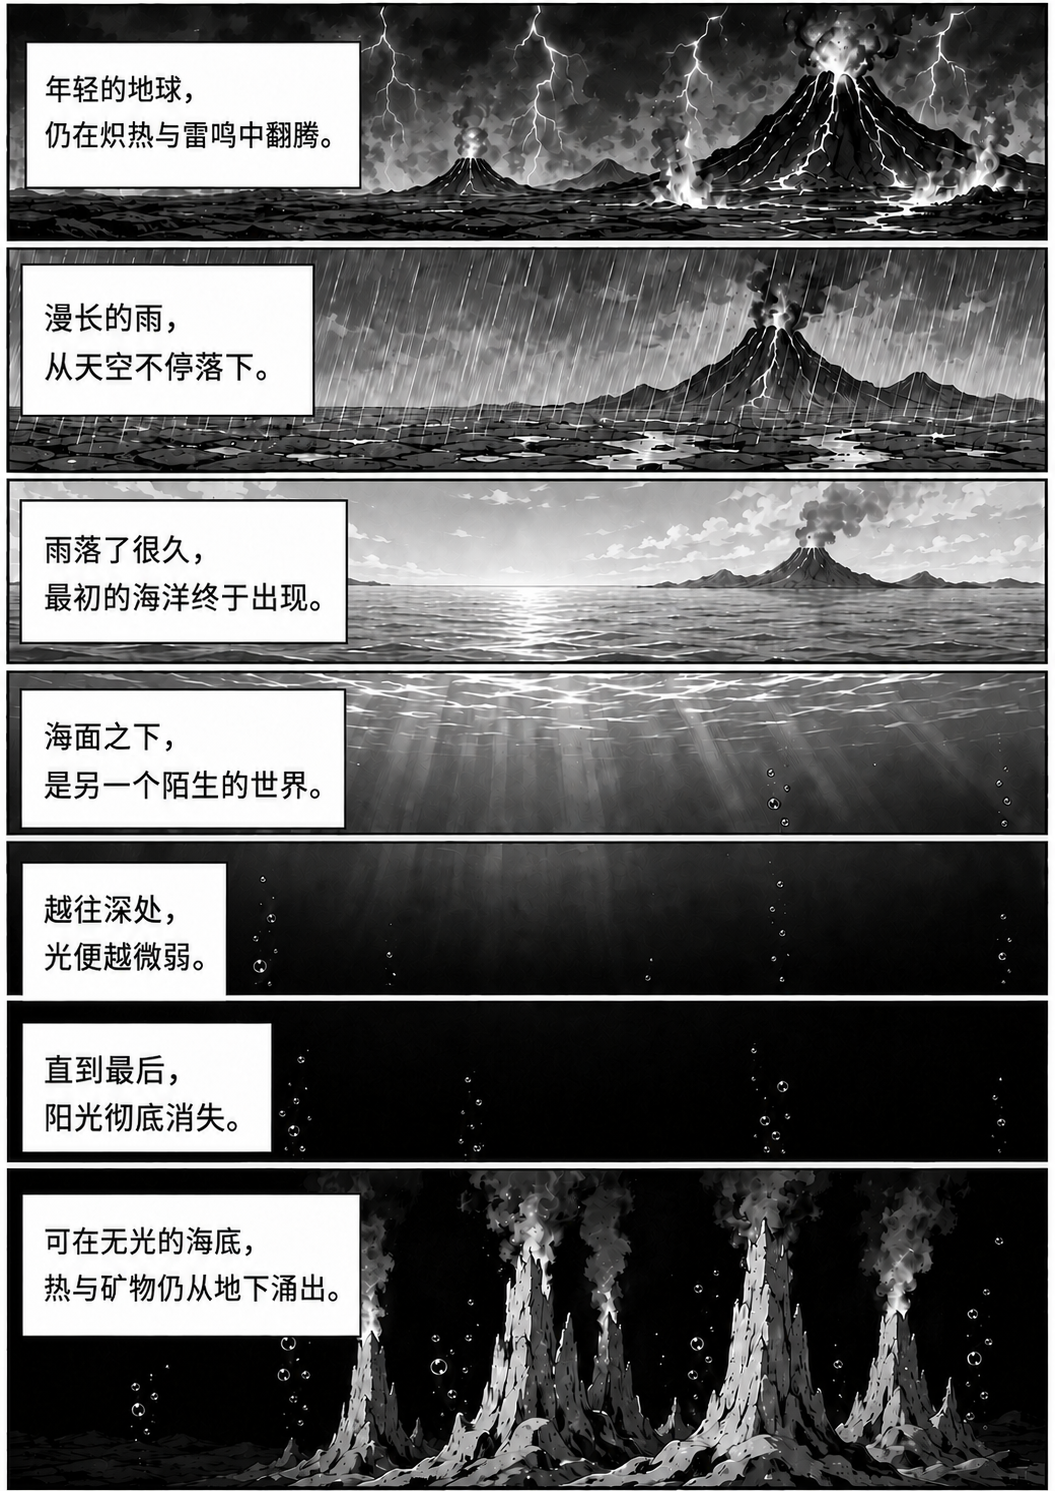 年轻的地球，
仍在炽热与雷鸣中翻腾。
漫长的雨，
从天空不停落下。
雨落了很久，
最初的海洋终于出现。
海面之下，
是另一个陌生的世界。
越往深处，
光便越微弱。
直到最后，
阳光彻底消失。
可在无光的海底，
热与矿物仍从地下涌出。